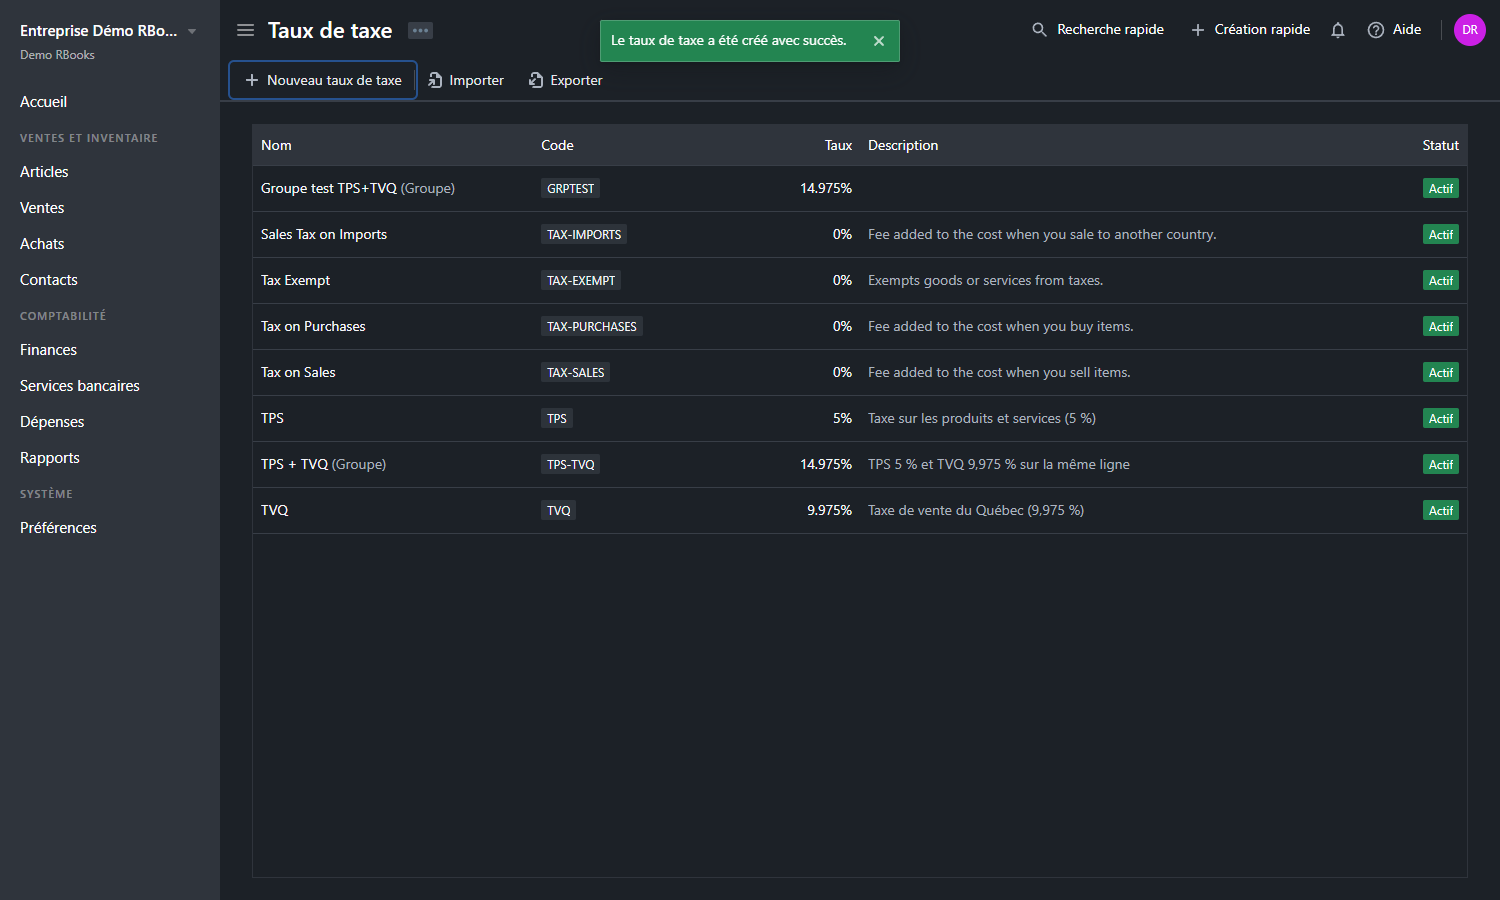 Entreprise Démo RBo...
Demo RBooks
Accueil
VENTES ET INVENTAIRE
Articles
Ventes
Achats
Contacts
COMPTABILITÉ
Finances
Services bancaires
Dépenses
Rapports
SYSTÈME
Préférences
Taux de taxe
Le taux de taxe a été créé avec succès.
Recherche rapide
Création rapide
Aide
DR
Nouveau taux de taxe
Importer
Exporter
Nom Code Taux Description Statut
Groupe test TPS+TVQ (Groupe) GRPTEST 14.975% Actif
Sales Tax on Imports TAX-IMPORTS 0% Fee added to the cost when you sale to another country. Actif
Tax Exempt TAX-EXEMPT 0% Exempts goods or services from taxes. Actif
Tax on Purchases TAX-PURCHASES 0% Fee added to the cost when you buy items. Actif
Tax on Sales TAX-SALES 0% Fee added to the cost when you sell items. Actif
TPS TPS 5% Taxe sur les produits et services (5 %) Actif
TPS + TVQ (Groupe) TPS-TVQ 14.975% TPS 5 % et TVQ 9,975 % sur la même ligne Actif
TVQ TVQ 9.975% Taxe de vente du Québec (9,975 %) Actif